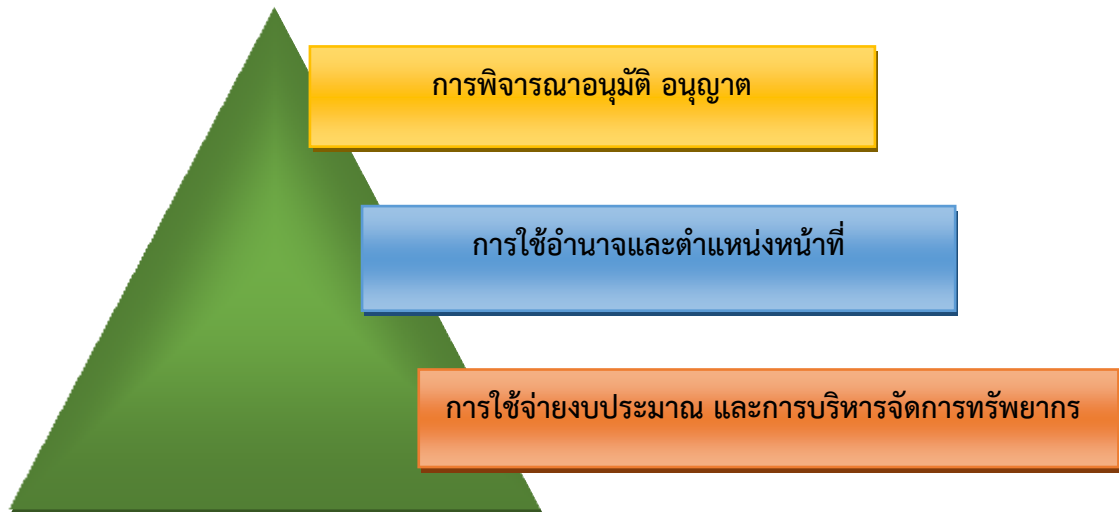 การพิจารณาอนุมัติ อนุญาต
การใช้อำนาจและตำแหน่งหน้าที่
การใช้จ่ายงบประมาณ และการบริหารจัดการทรัพยากร